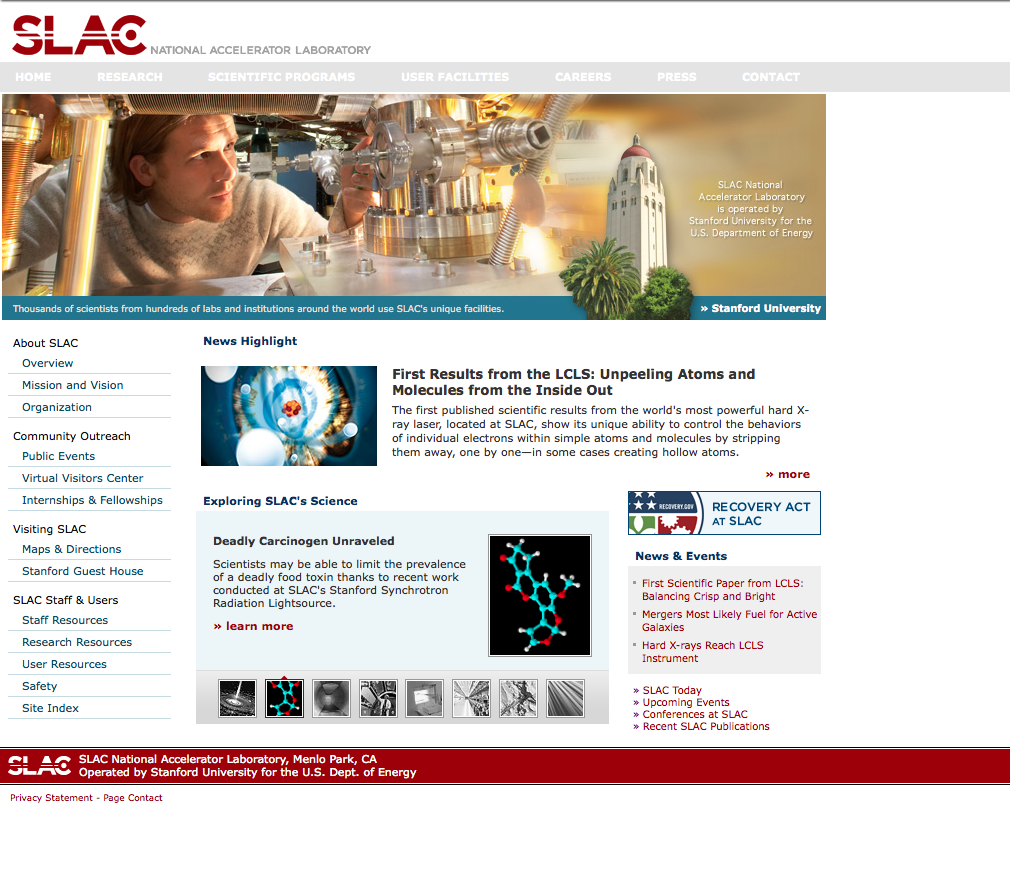 SLAC NATIONAL ACCELERATOR LABORATORY
HOME RESEARCH SCIENTIFIC PROGRAMS USER FACILITIES CAREERS PRESS CONTACT
SLAC National
Accelerator Laboratory
is operated by
Stanford University for the
U.S. Department of Energy
Thousands of scientists from hundreds of labs and institutions around the world use SLAC's unique facilities.
» Stanford University
About SLAC
Overview
Mission and Vision
Organization
Community Outreach
Public Events
Virtual Visitors Center
Internships & Fellowships
Visiting SLAC
Maps & Directions
Stanford Guest House
SLAC Staff & Users
Staff Resources
Research Resources
User Resources
Safety
Site Index
News Highlight
First Results from the LCLS: Unpeeling Atoms and
Molecules from the Inside Out
The first published scientific results from the world's most powerful hard X-
ray laser, located at SLAC, show its unique ability to control the behaviors
of individual electrons within simple atoms and molecules by stripping
them away, one by one—in some cases creating hollow atoms.
» more
Exploring SLAC's Science
Deadly Carcinogen Unraveled
Scientists may be able to limit the prevalence
of a deadly food toxin thanks to recent work
conducted at SLAC's Stanford Synchrotron
Radiation Lightsource.
» learn more
RECOVERY.GOV
RECOVERY ACT
AT SLAC
News & Events
First Scientific Paper from LCLS:
Balancing Crisp and Bright
Mergers Most Likely Fuel for Active
Galaxies
Hard X-rays Reach LCLS
Instrument
» SLAC Today
» Upcoming Events
» Conferences at SLAC
» Recent SLAC Publications
SLAC
SLAC National Accelerator Laboratory, Menlo Park, CA
Operated by Stanford University for the U.S. Dept. of Energy
Privacy Statement - Page Contact